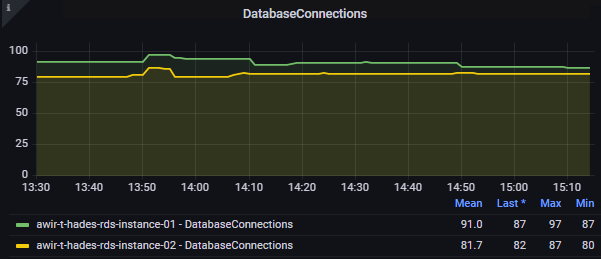 i
DatabaseConnections
100
75
50
25
0
13:30 13:40 13:50 14:00 14:10 14:20 14:30 14:40 14:50 15:00 15:10
Mean Last * Max Min
awir-t-hades-rds-instance-01 - DatabaseConnections 91.0 87 97 87
awir-t-hades-rds-instance-02 - DatabaseConnections 81.7 82 87 80